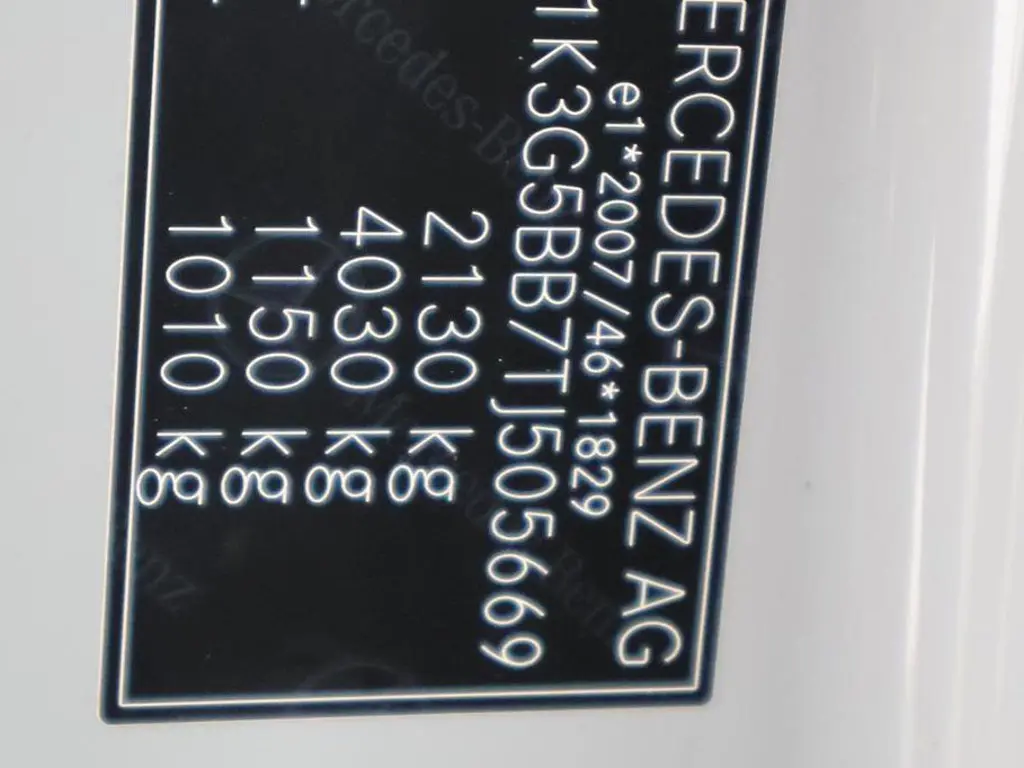 ERCEDES-BENZ AG
e1*2007/46*1829
1K3G5BB7TJ505669
2130 kg
4030 kg
1150 kg
1010 kg